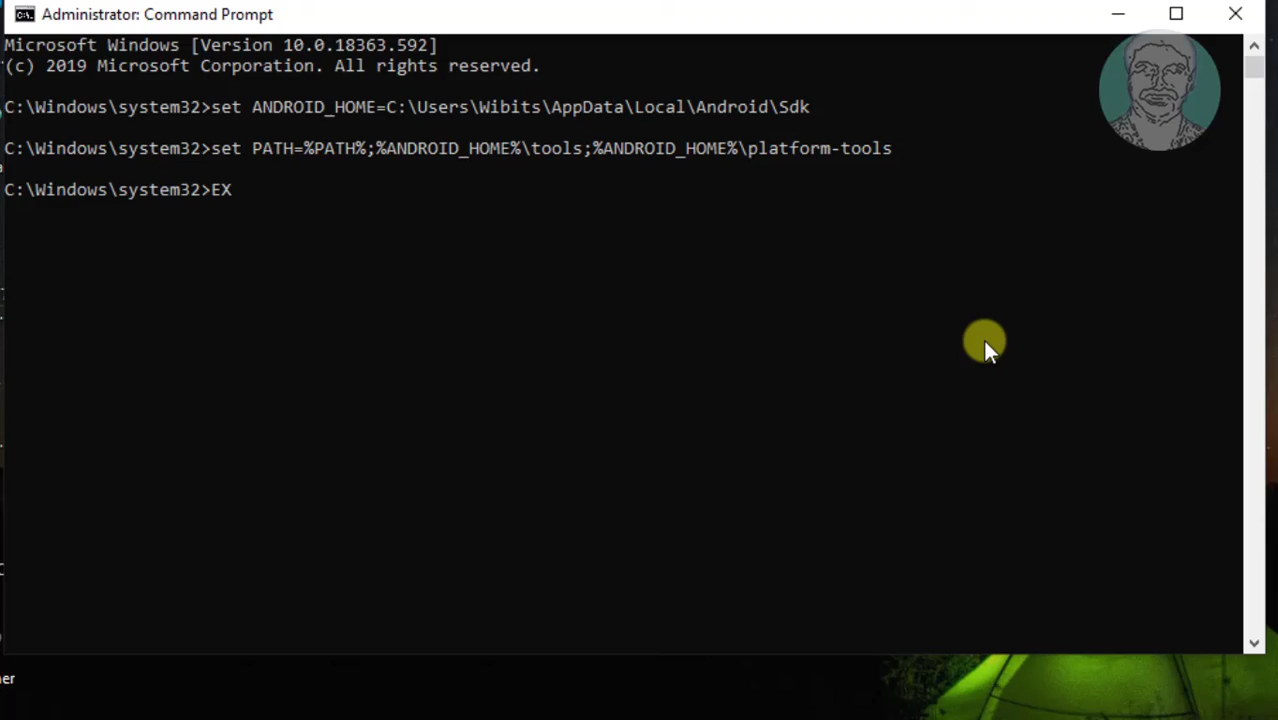 Administrator: Command Prompt
Microsoft Windows [Version 10.0.18363.592]
(c) 2019 Microsoft Corporation. All rights reserved.
C:\Windows\system32>set ANDROID_HOME=C:\Users\Wibits\AppData\Local\Android\Sdk
C:\Windows\system32>set PATH=%PATH%;%ANDROID_HOME%\tools;%ANDROID_HOME%\platform-tools
C:\Windows\system32>EX